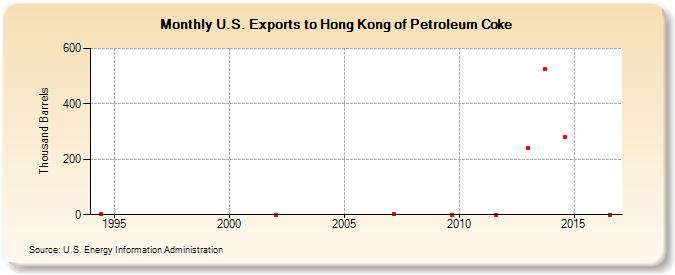 Monthly U.S. Exports to Hong Kong of Petroleum Coke
Thousand Barrels
600
400
200
0
1995 2000 2005 2010 2015
Source: U.S. Energy Information Administration